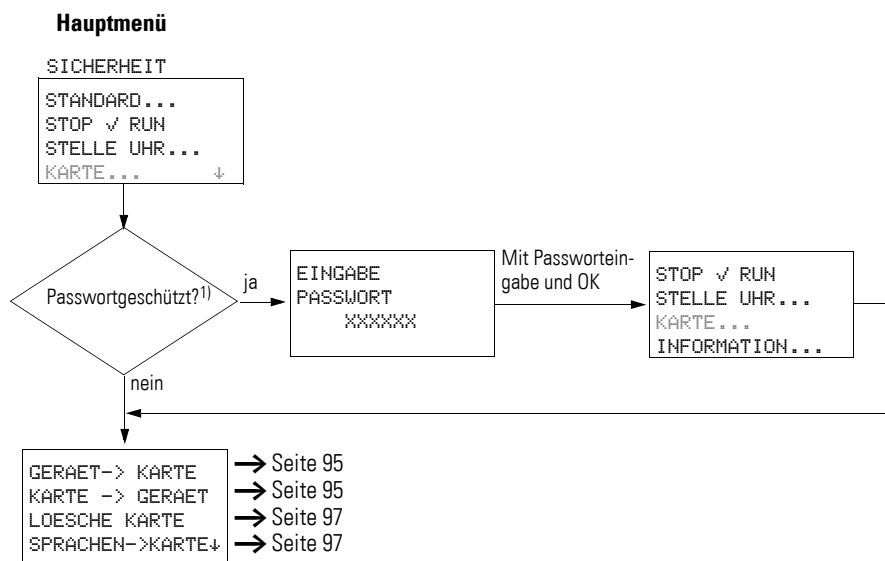 Hauptmenü
SICHERHEIT
STANDARD...
STOP √ RUN
STELLE UHR...
KARTE... ↓
Passwortgeschützt?1)
ja
EINGABE
PASSWORT
XXXXXX
Mit Passwortein-
gabe und OK
STOP √ RUN
STELLE UHR...
KARTE...
INFORMATION...
nein
GERAET-> KARTE
→ Seite 95
KARTE -> GERAET
→ Seite 95
LOESCHE KARTE
→ Seite 97
SPRACHEN->KARTE↓
→ Seite 97